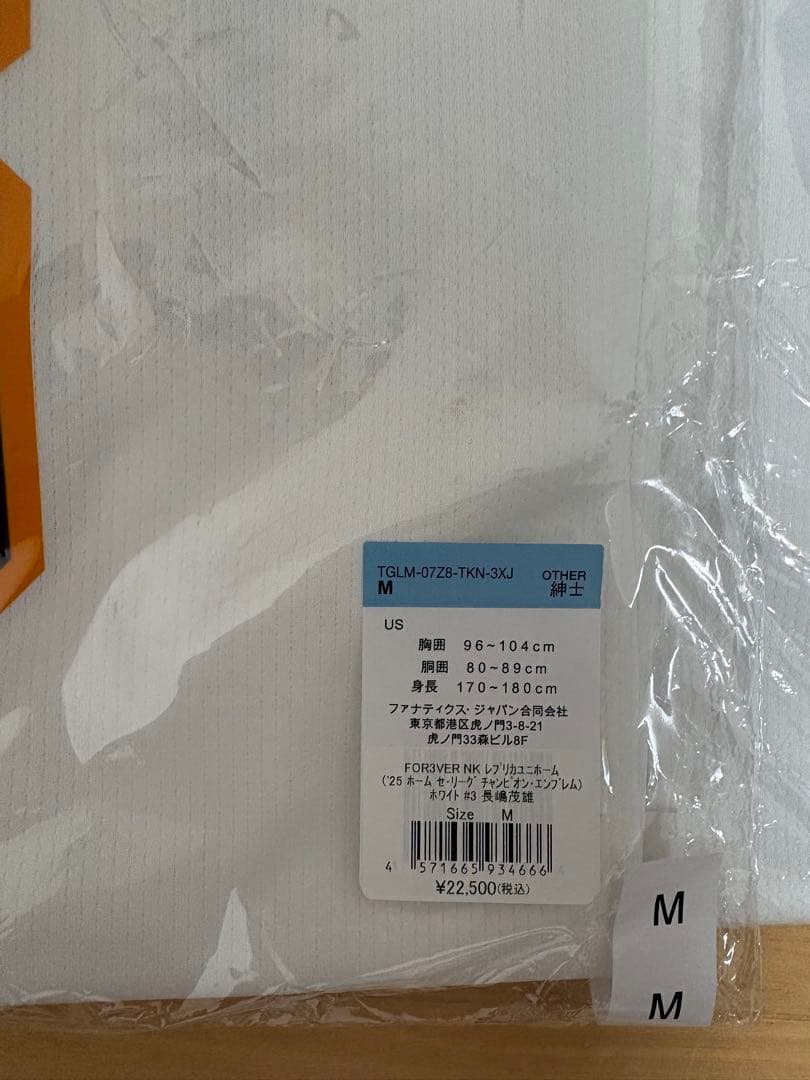 TGLM-07Z8-TKN-3XJ OTHER
M 紳士
US
胸囲 96~104cm
胴囲 80~89cm
身長 170~180cm
ファナティクス・ジャパン合同会社
東京都港区虎ノ門3-8-21
虎ノ門33森ビル8F
FOR3VER NK レプリカユニホーム
('25 ホーム セ・リーグ チャンピオン・エンブレム)
ホワイト #3 長嶋茂雄
Size M
4 571665 934666
¥22,500(税込)
M
M